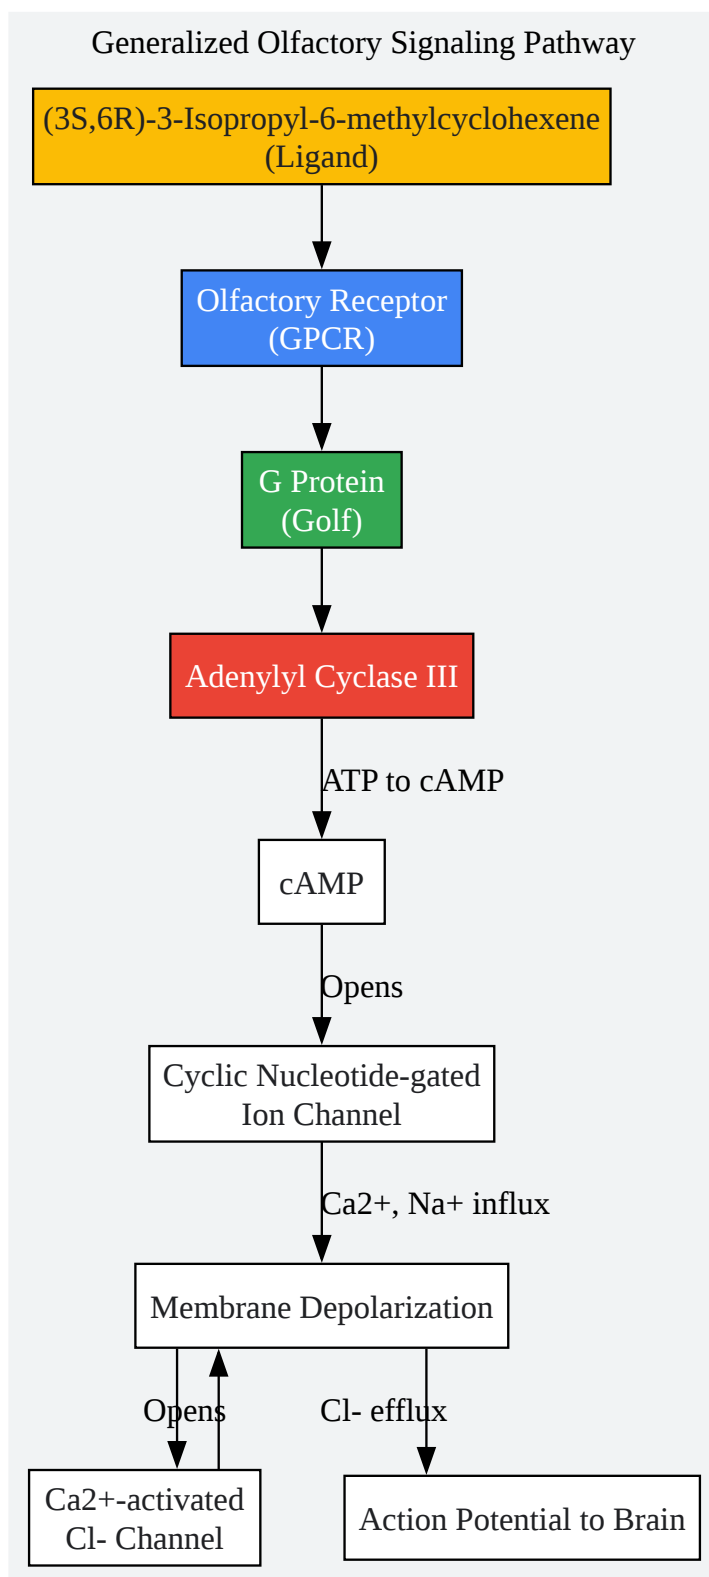 Generalized Olfactory Signaling Pathway
(3S,6R)-3-Isopropyl-6-methylcyclohexene
(Ligand)
Olfactory Receptor
(GPCR)
G Protein
(Golf)
Adenylyl Cyclase III
ATP to cAMP
cAMP
Opens
Cyclic Nucleotide-gated
Ion Channel
Ca2+, Na+ influx
Membrane Depolarization
Opens
Cl- efflux
Ca2+-activated
Cl- Channel
Action Potential to Brain